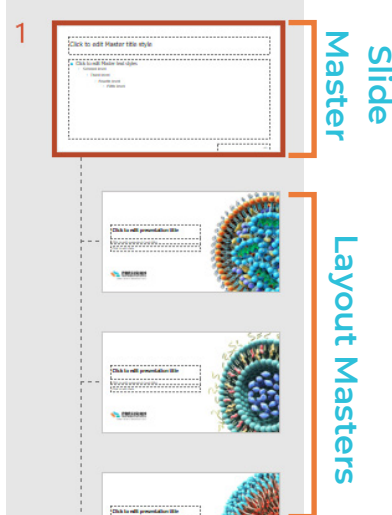 1
Click to edit Master title style
Click to edit Master text styles
Second level
Third level
Fourth level
Fifth level
Slide
Master
Click to edit presentation title
Click to edit presentation title
Click to edit presentation title
Layout Masters